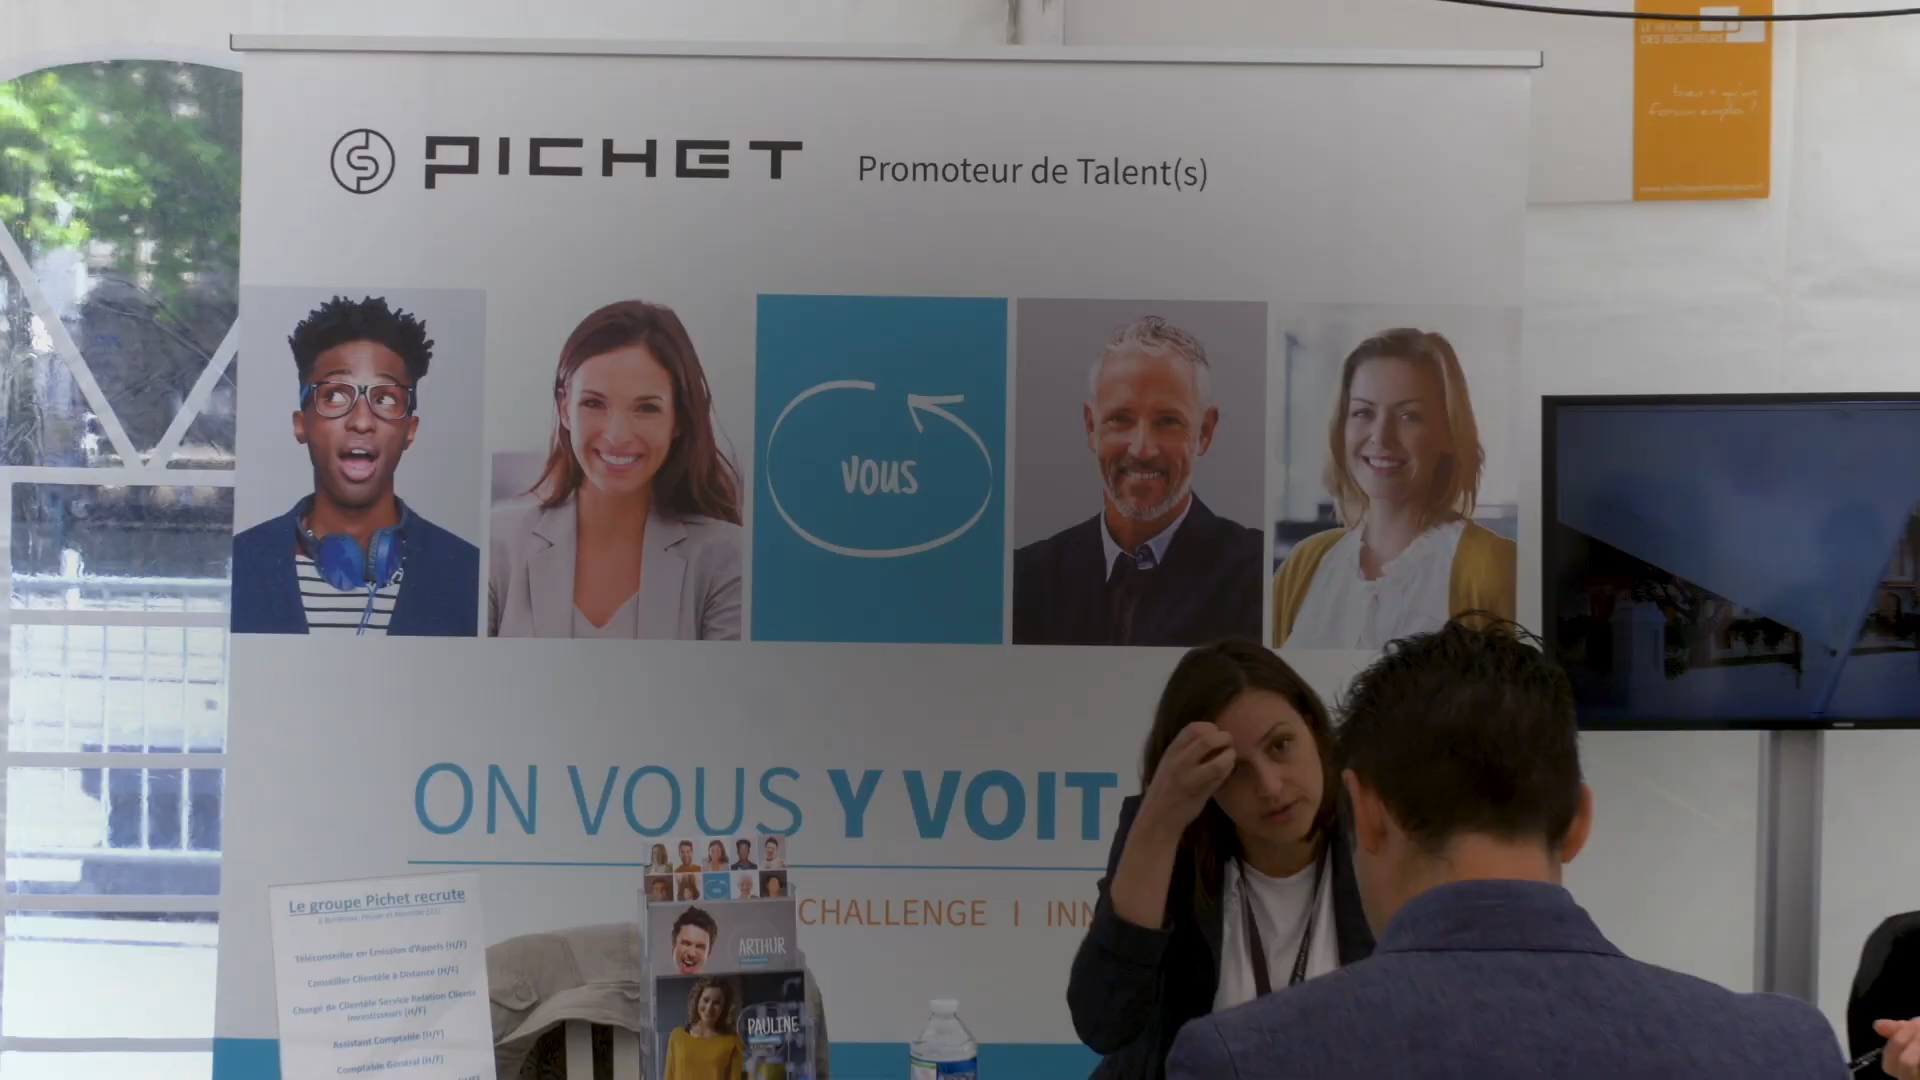 PICHET
Promoteur de Talent(s)
vous
ON VOUS Y VOIT
CHALLENGE I INN
Le groupe Pichet recrute
Téléconseiller en Emission d'Appels (H/F)
Conseiller Clientèle à Distance (H/F)
Chargé de Clientèle Service Relation Clients
Investisseurs (H/F)
Assistant Comptable (H/F)
Comptable Général (H/F)
ARTHUR
PAULINE